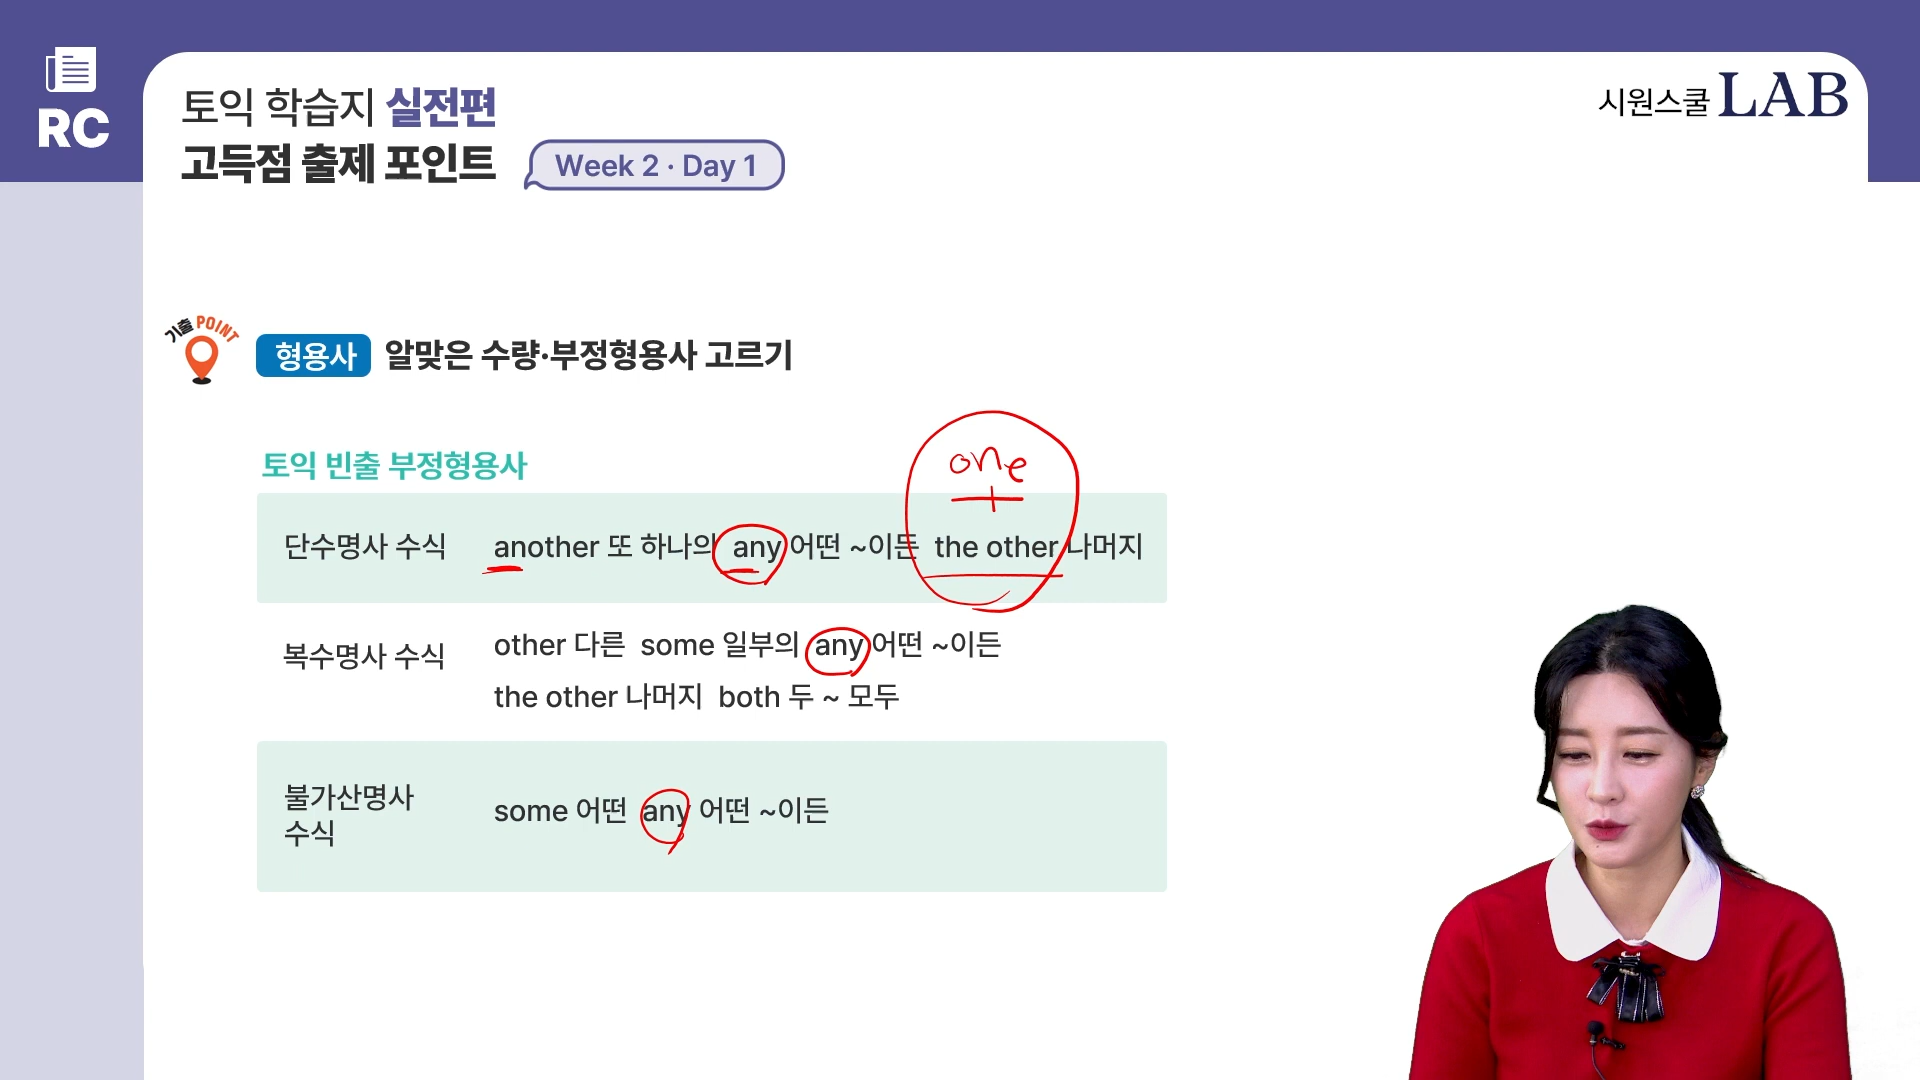 RC
토익 학습지 실전편
고득점 출제 포인트 Week 2 · Day 1
시원스쿨 LAB
기출 POINT
형용사 알맞은 수량·부정형용사 고르기
토익 빈출 부정형용사
one
단수명사 수식 another 또 하나의 any 어떤 ~이든 the other 나머지
복수명사 수식 other 다른 some 일부의 any 어떤 ~이든
the other 나머지 both 두 ~ 모두
불가산명사
수식
some 어떤 any 어떤 ~이든